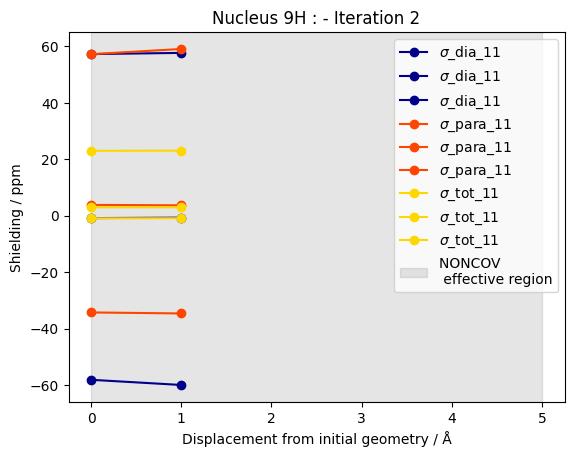 Nucleus 9H : - Iteration 2
60
40
20
0
−20
−40
−60
Shielding / ppm
0
1
2
3
4
5
Displacement from initial geometry / Å
σ_dia_11
σ_dia_11
σ_dia_11
σ_para_11
σ_para_11
σ_para_11
σ_tot_11
σ_tot_11
σ_tot_11
NONCOV
effective region